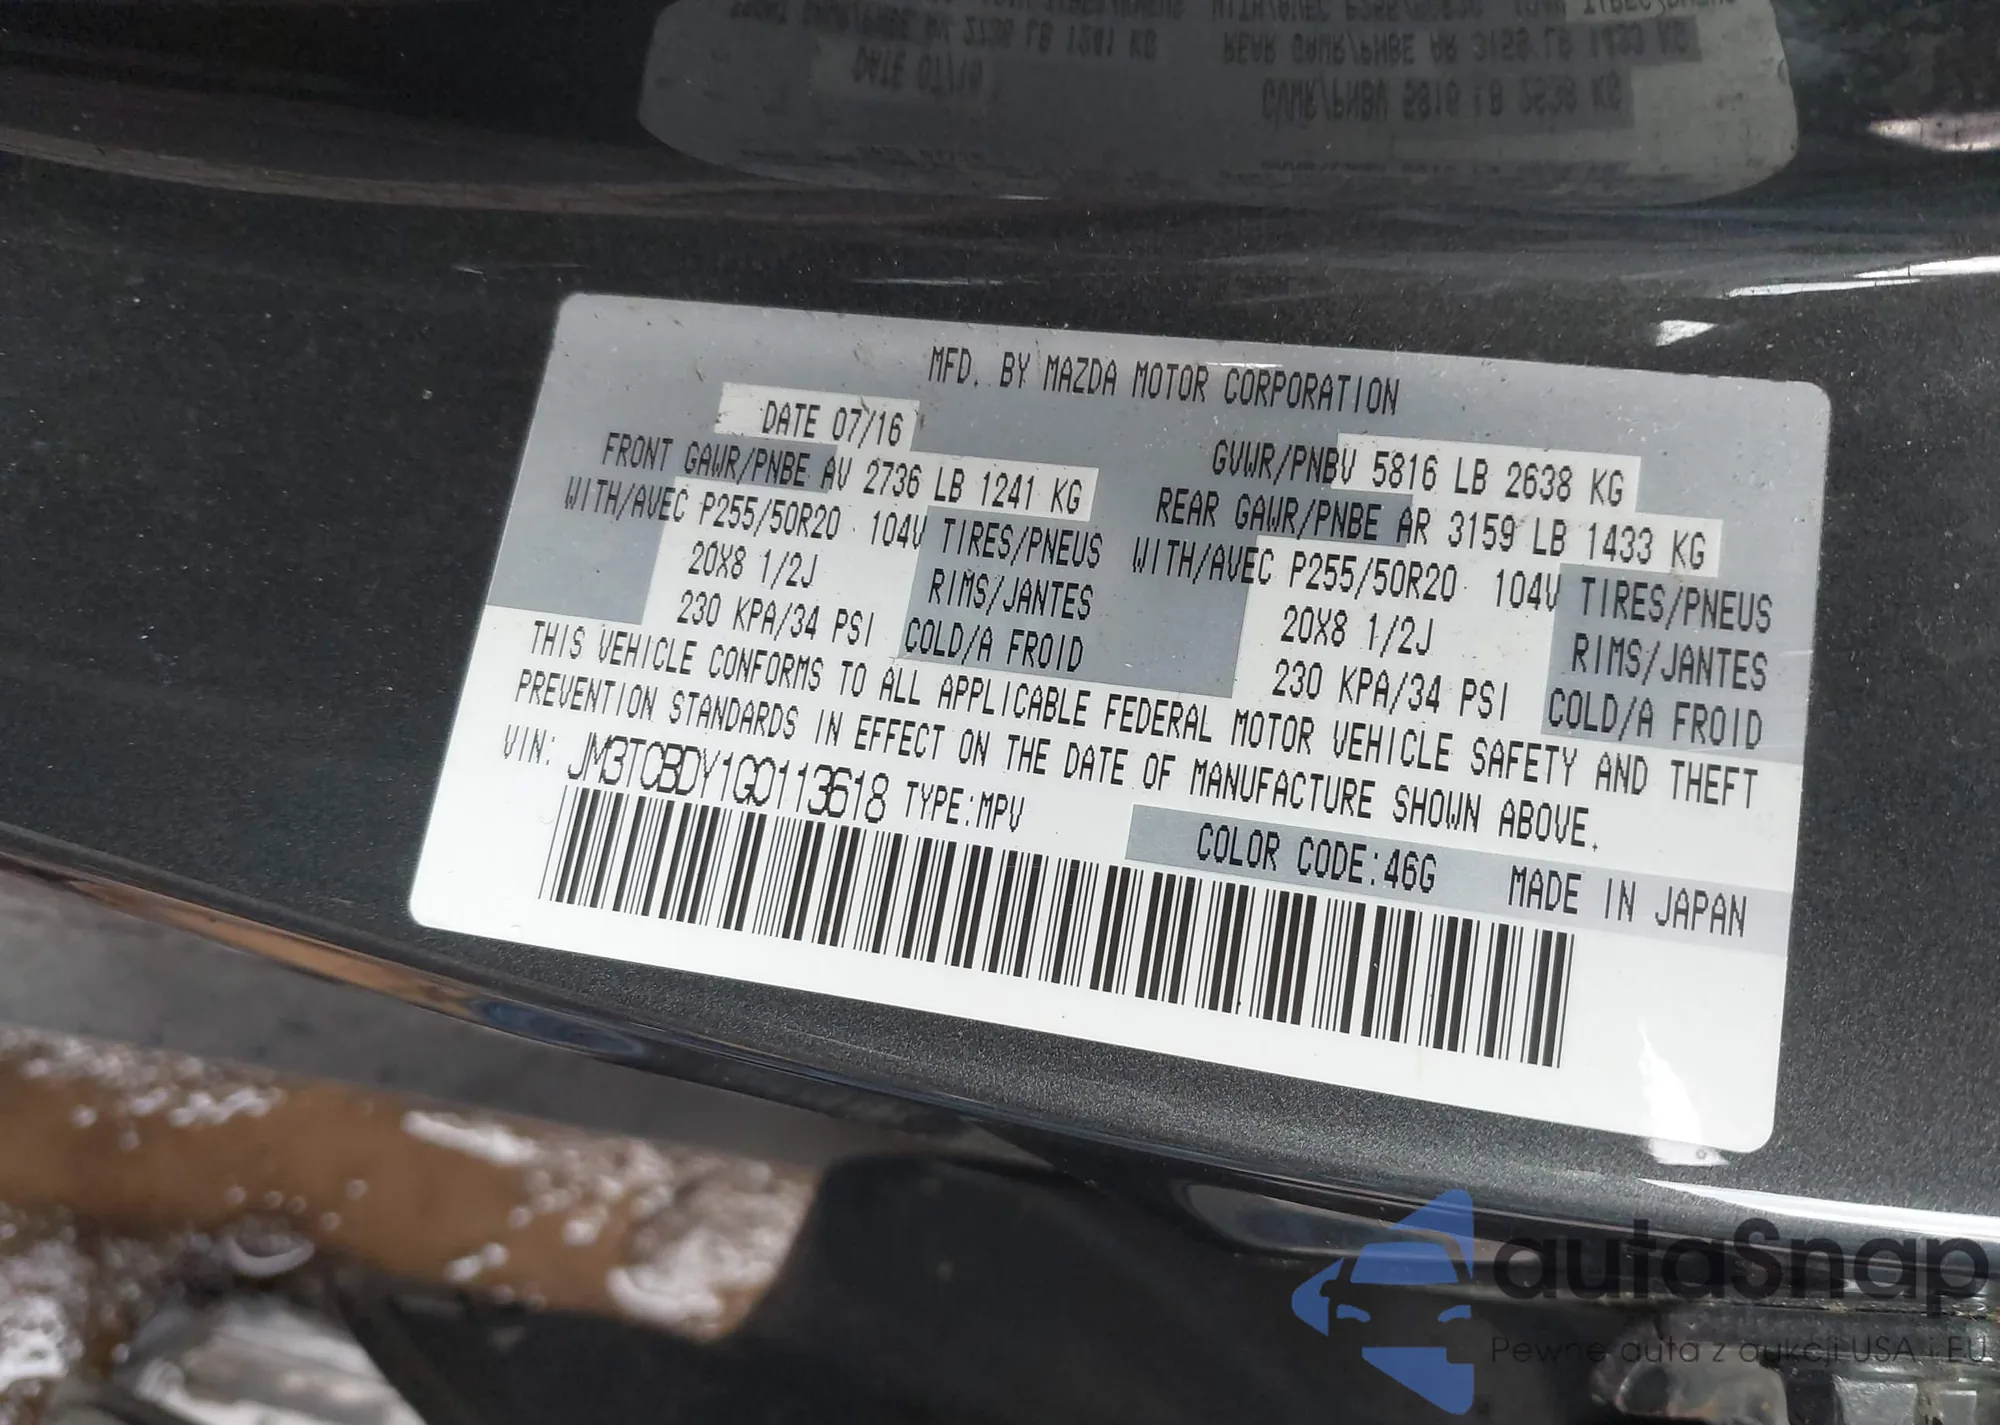 MFD. BY MAZDA MOTOR CORPORATION
DATE 07/16
GVWR/PNBV 5816 LB 2638 KG
FRONT GAWR/PNBE AV 2736 LB 1241 KG
REAR GAWR/PNBE AR 3159 LB 1433 KG
WITH/AVEC P255/50R20 104V TIRES/PNEUS
WITH/AVEC P255/50R20 104V TIRES/PNEUS
20X8 1/2J RIMS/JANTES
20X8 1/2J RIMS/JANTES
230 KPA/34 PSI COLD/A FROID
230 KPA/34 PSI COLD/A FROID
THIS VEHICLE CONFORMS TO ALL APPLICABLE FEDERAL MOTOR VEHICLE SAFETY AND THEFT
PREVENTION STANDARDS IN EFFECT ON THE DATE OF MANUFACTURE SHOWN ABOVE.
VIN: JM3TCBDY1G0113618 TYPE:MPV
COLOR CODE:46G MADE IN JAPAN
autaSnap
Pewne auta z aukcji USA i EU